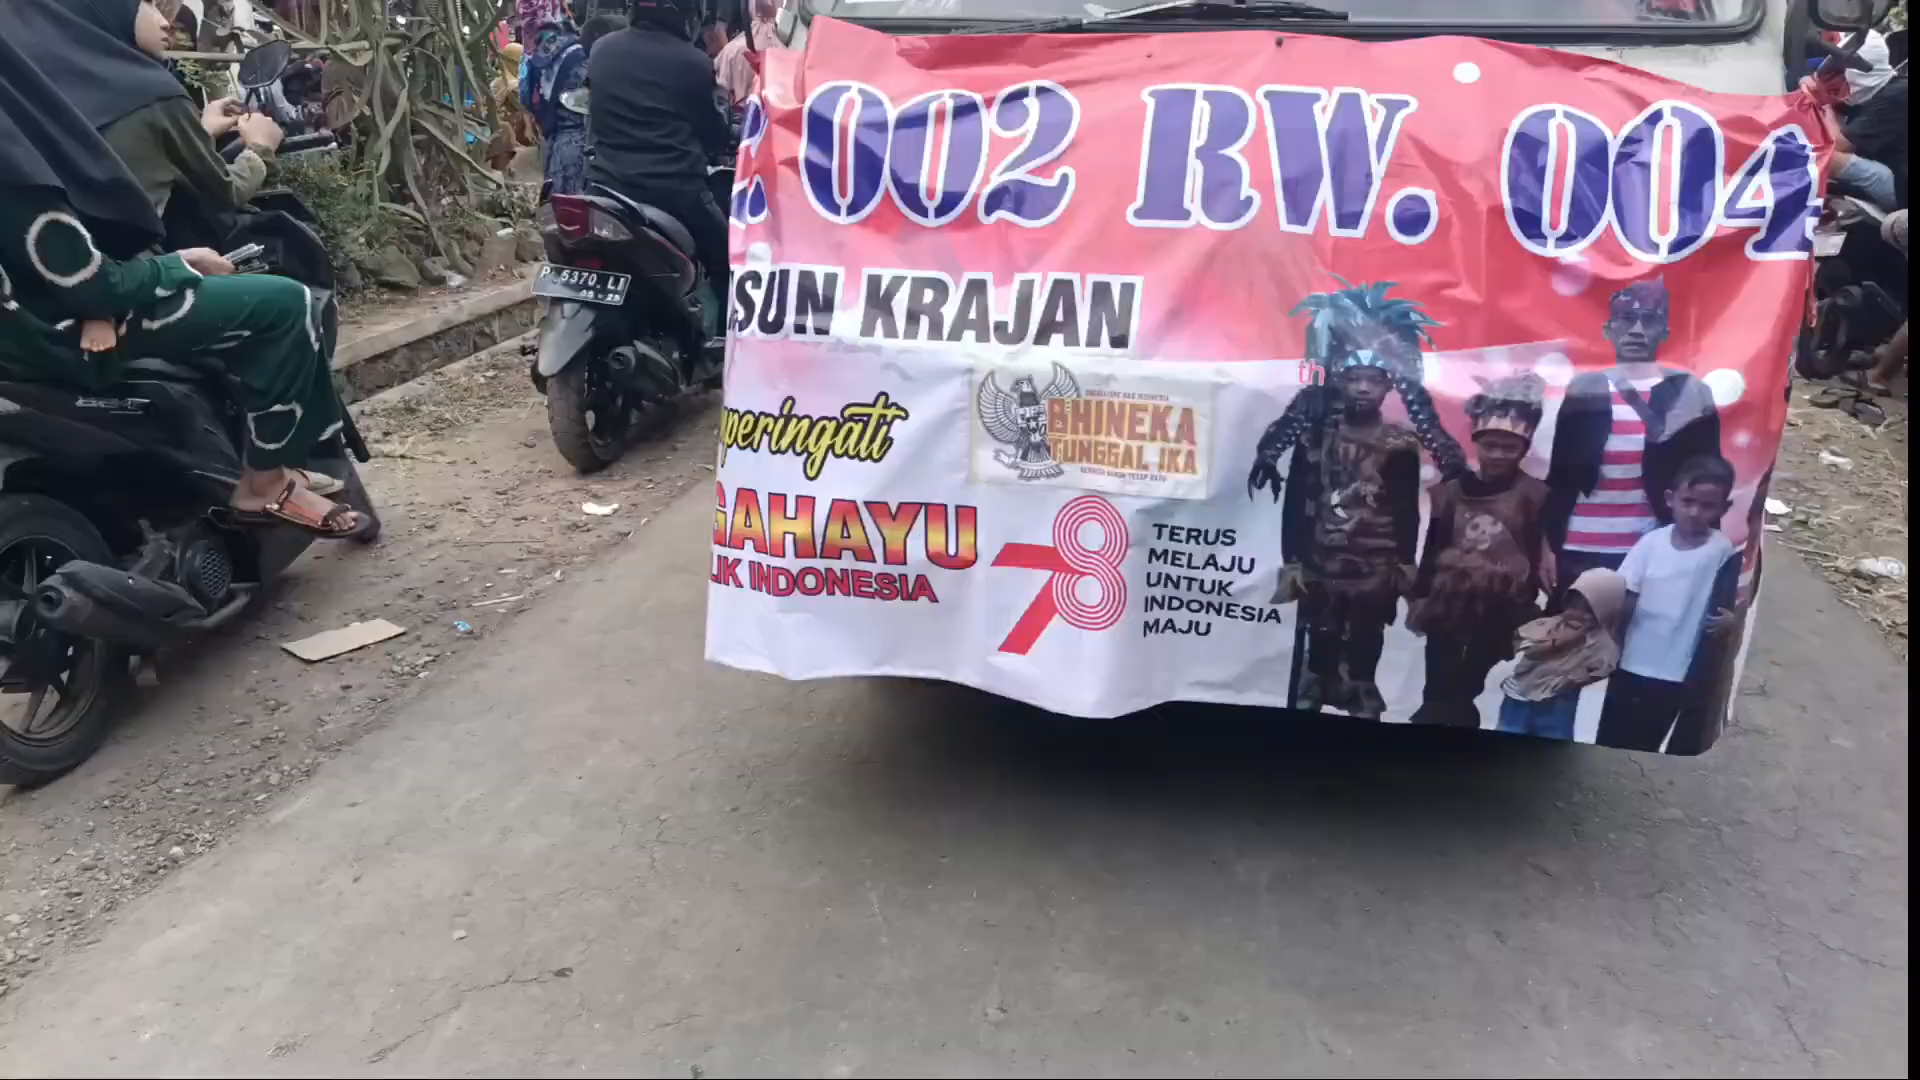 002 RW. 004
SUN KRAJAN
peringati
BHINEKA
TUNGGAL IKA
GAHAYU
LIK INDONESIA
th
78
TERUS
MELAJU
UNTUK
INDONESIA
MAJU
P 5370 LI